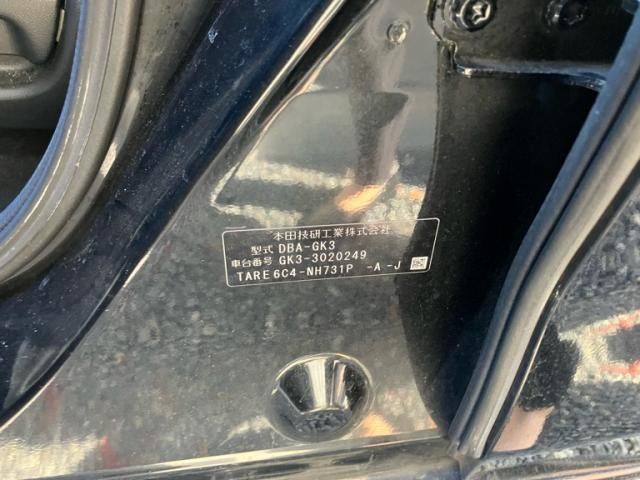 本田技研工業株式会社
型式 DBA-GK3
車台番号 GK3-3020249
TARE6C4-NH731P -A-J